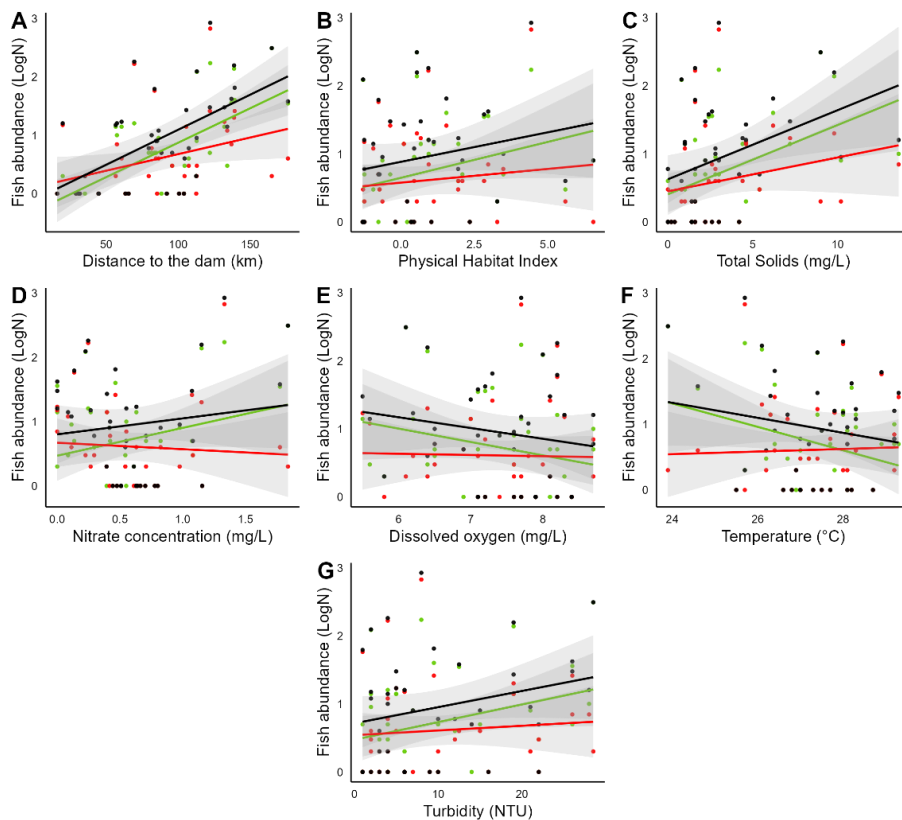 A
B
C
3
2
1
0
Fish abundance (LogN)
50
100
150
Distance to the dam (km)
3
2
1
0
Fish abundance (LogN)
0.0
2.5
5.0
Physical Habitat Index
3
2
1
0
Fish abundance (LogN)
0
5
10
Total Solids (mg/L)
D
E
F
3
2
1
0
Fish abundance (LogN)
0.0
0.5
1.0
1.5
Nitrate concentration (mg/L)
3
2
1
0
Fish abundance (LogN)
6
7
8
Dissolved oxygen (mg/L)
3
2
1
0
Fish abundance (LogN)
24
26
28
Temperature (°C)
G
3
2
1
0
Fish abundance (LogN)
0
10
20
Turbidity (NTU)